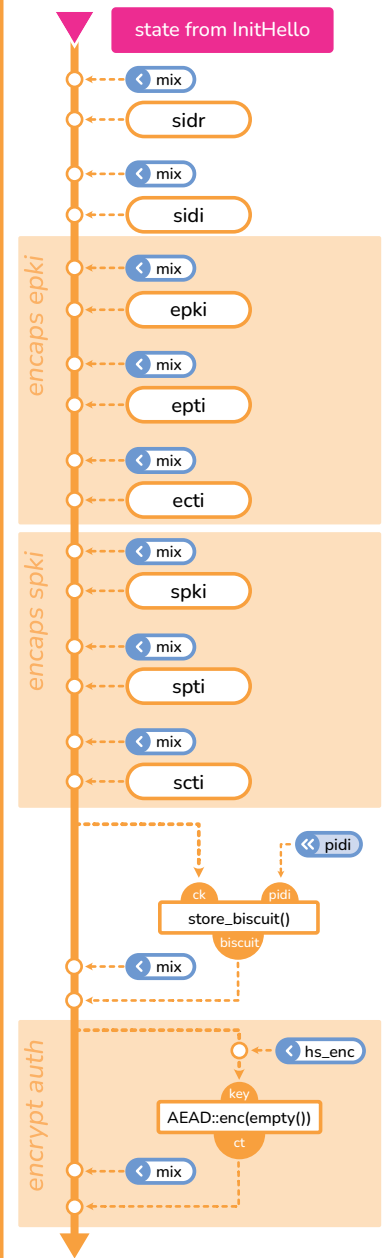 state from InitHello
mix
sidr
mix
sidi
encaps epki
mix
epki
mix
epti
mix
ecti
encaps spki
mix
spki
mix
spti
mix
scti
pidi
ck
pidi
store_biscuit()
biscuit
mix
encrypt auth
hs_enc
key
AEAD::enc(empty())
ct
mix